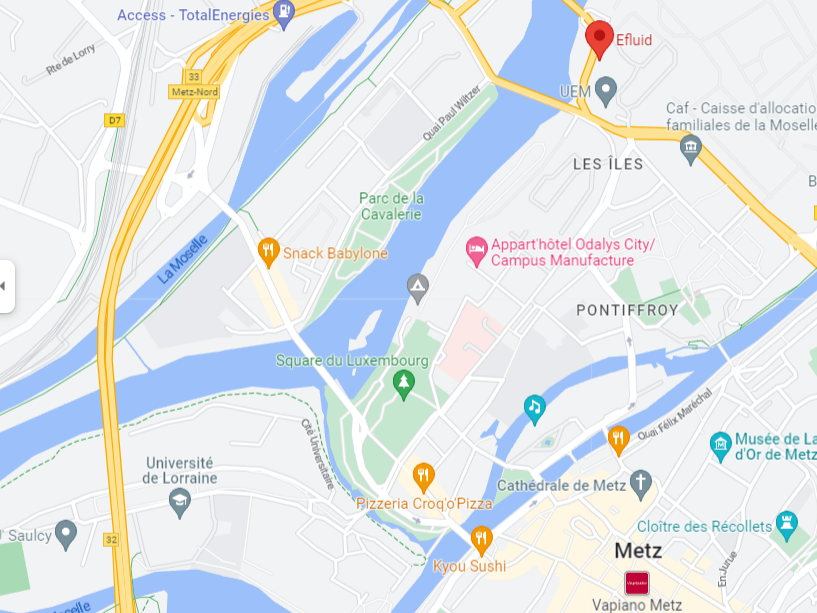 Access - TotalEnergies
Efluid
Rte de Lorry
33
Metz-Nord
UEM
D7
Quai Paul Wiltzer
Caf - Caisse d'allocatio
familiales de la Moselle
LES ÎLES
B
Parc de la
Cavalerie
La Moselle
Snack Babylone
Appart'hôtel Odalys City/
Campus Manufacture
PONTIFFROY
Square du Luxembourg
Quai Félix Maréchal
Cité Universitaire
Musée de La
d'Or de Metz
Université
de Lorraine
Cathédrale de Metz
Pizzeria Croq'o'Pizza
Cloître des Récollets
Saulcy
32
Metz
Kyou Sushi
En Jurue
Vapiano Metz
oselle